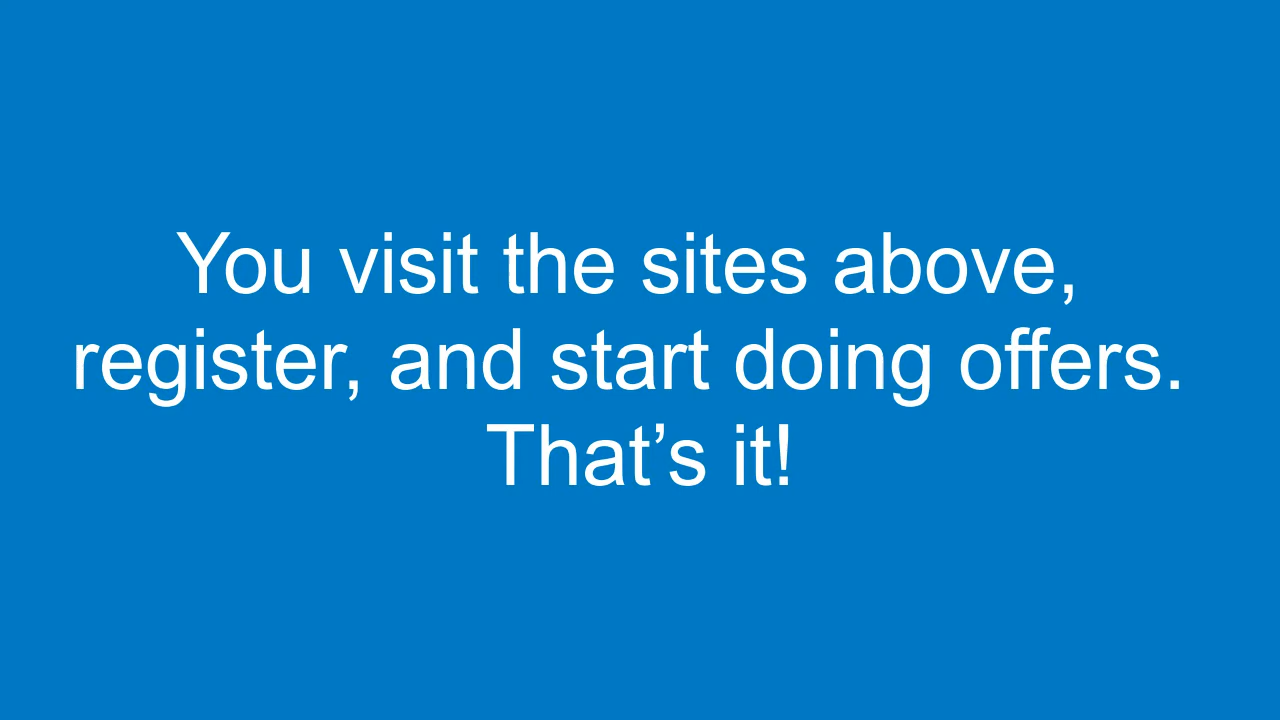 You visit the sites above,
register, and start doing offers.
That’s it!